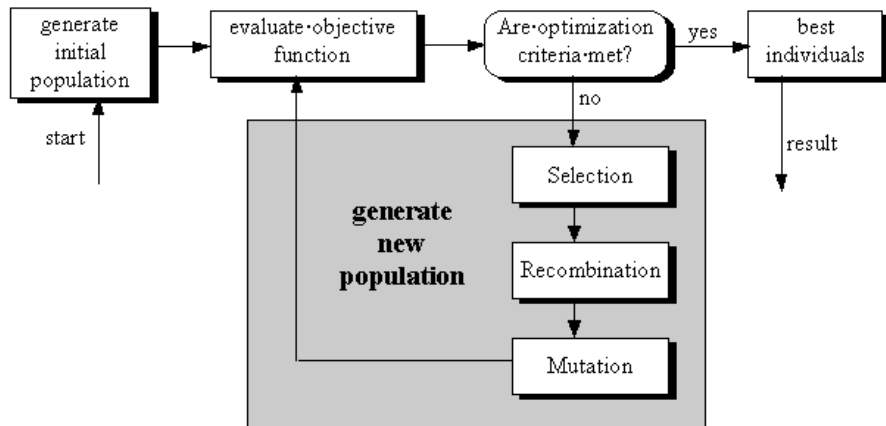 generate
initial
population
evaluate·objective
function
Are·optimization
criteria·met?
yes
best
individuals
no
start
result
Selection
generate
new
population
Recombination
Mutation